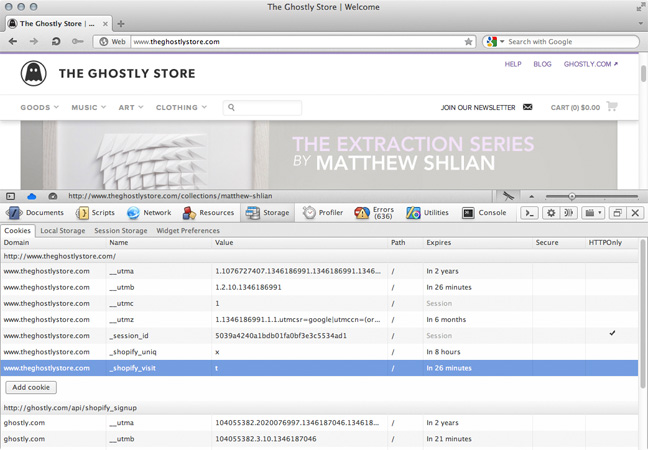 The Ghostly Store | Welcome
The Ghostly Store | ...
Web www.theghostlystore.com Search with Google
HELP BLOG GHOSTLY.COM ↗
THE GHOSTLY STORE
GOODS MUSIC ART CLOTHING JOIN OUR NEWSLETTER CART (0) $0.00
THE EXTRACTION SERIES
BY MATTHEW SHLIAN
http://www.theghostlystore.com/collections/matthew-shlian
Documents Scripts Network Resources Storage Profiler Errors (636) Utilities Console
Cookies Local Storage Session Storage Widget Preferences
Domain Name Value Path Expires Secure HTTPOnly
http://www.theghostlystore.com/
www.theghostlystore.com __utma 1.1076727407.1346186991.1346186991.1346... / In 2 years
www.theghostlystore.com __utmb 1.2.10.1346186991 / In 26 minutes
www.theghostlystore.com __utmc 1 / Session
www.theghostlystore.com __utmz 1.1346186991.1.1.utmcsr=google|utmccn=(or... / In 6 months
www.theghostlystore.com _session_id 5039a4240a1bdb01fa0bf3e3c5534ad1 / Session ✓
www.theghostlystore.com _shopify_uniq x / In 8 hours
www.theghostlystore.com _shopify_visit t / In 26 minutes
Add cookie
http://ghostly.com/api/shopify_signup
ghostly.com __utma 104055382.2020076997.1346187046.134618... / In 2 years
ghostly.com __utmb 104055382.3.10.1346187046 / In 21 minutes